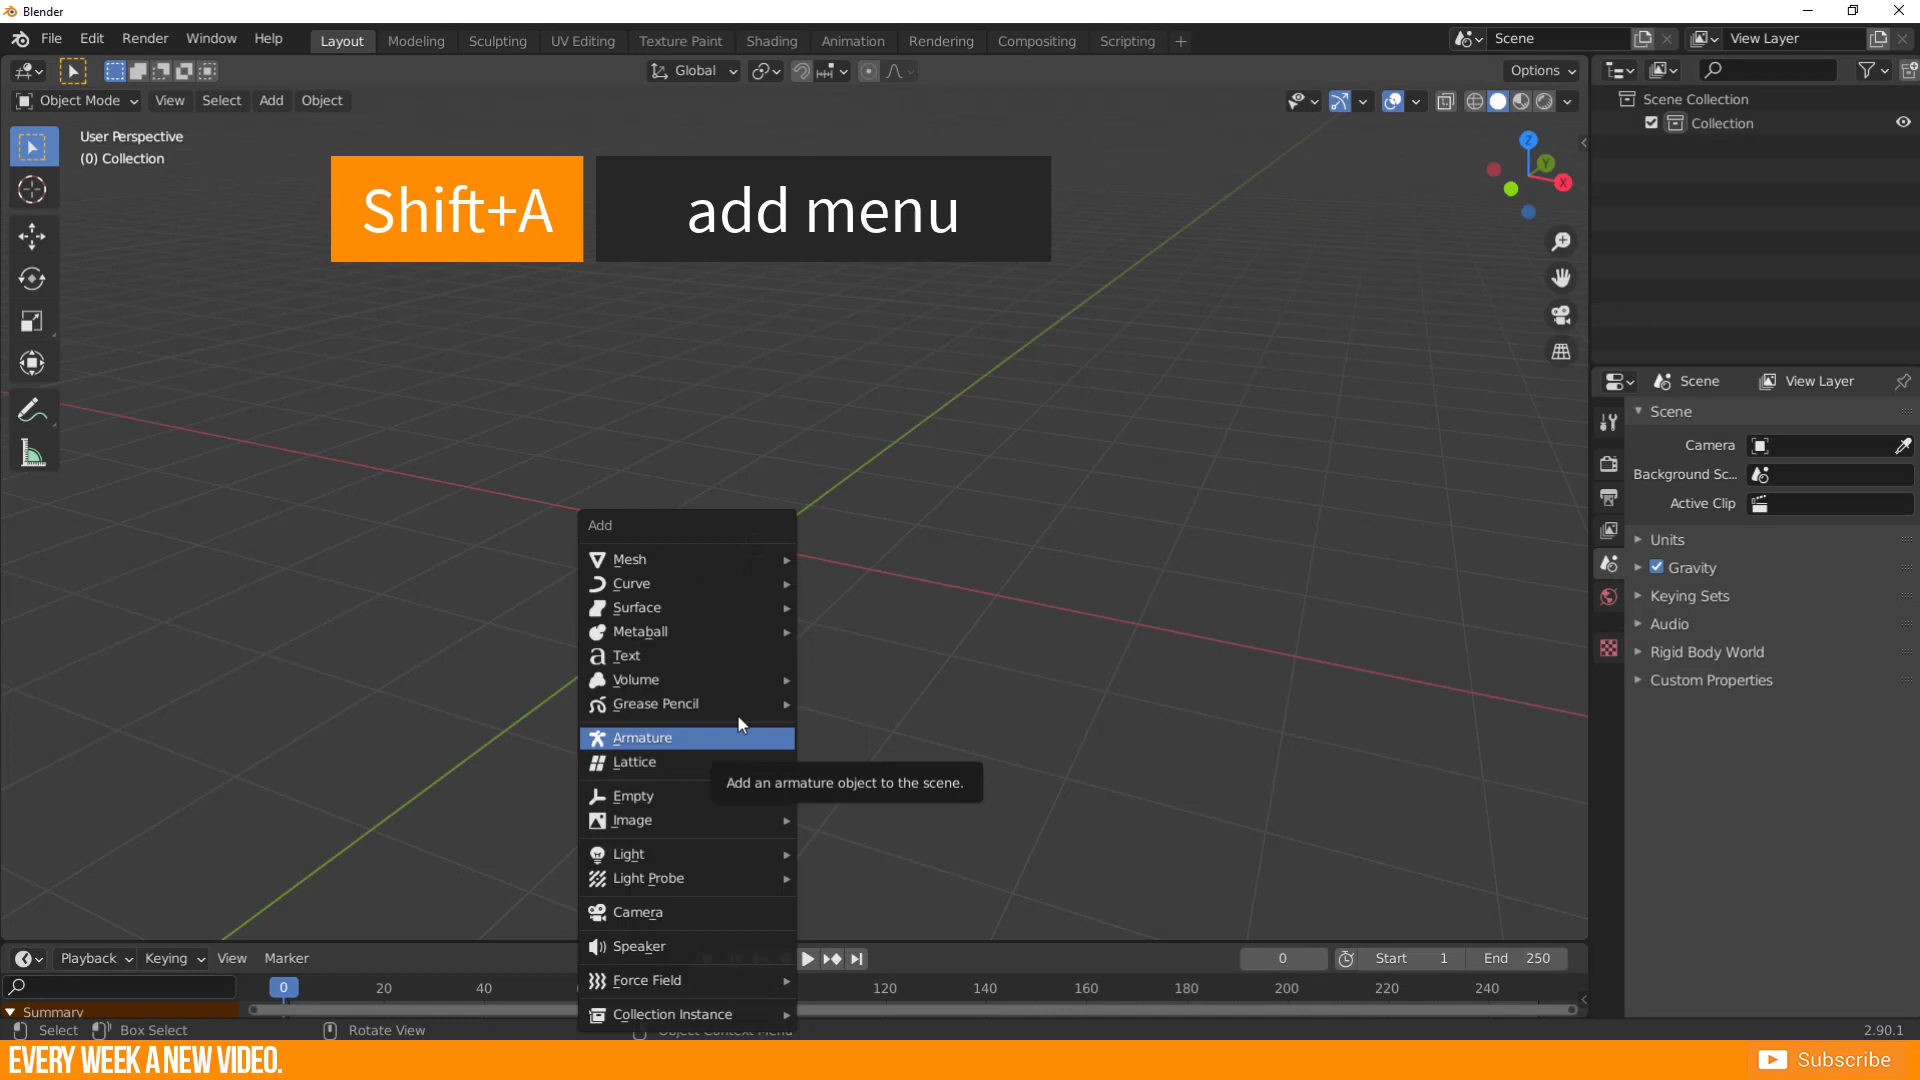 Blender
File Edit Render Window Help
Layout Modeling Sculpting UV Editing Texture Paint Shading Animation Rendering Compositing Scripting +
Scene View Layer
Global Options
Object Mode View Select Add Object
Scene Collection
Collection
User Perspective
(0) Collection
Z
Y
X
Shift+A add menu
Scene View Layer
Scene
Camera
Background Sc...
Active Clip
Units
Gravity
Keying Sets
Audio
Rigid Body World
Custom Properties
Add
Mesh
Curve
Surface
Metaball
Text
Volume
Grease Pencil
Armature
Lattice
Add an armature object to the scene.
Empty
Image
Light
Light Probe
Camera
Speaker
Force Field
Collection Instance
Playback Keying View Marker
0 Start 1 End 250
0 20 40 120 140 160 180 200 220 240
Summary
Select Box Select Rotate View Object Context Menu 2.90.1
EVERY WEEK A NEW VIDEO.
Subscribe